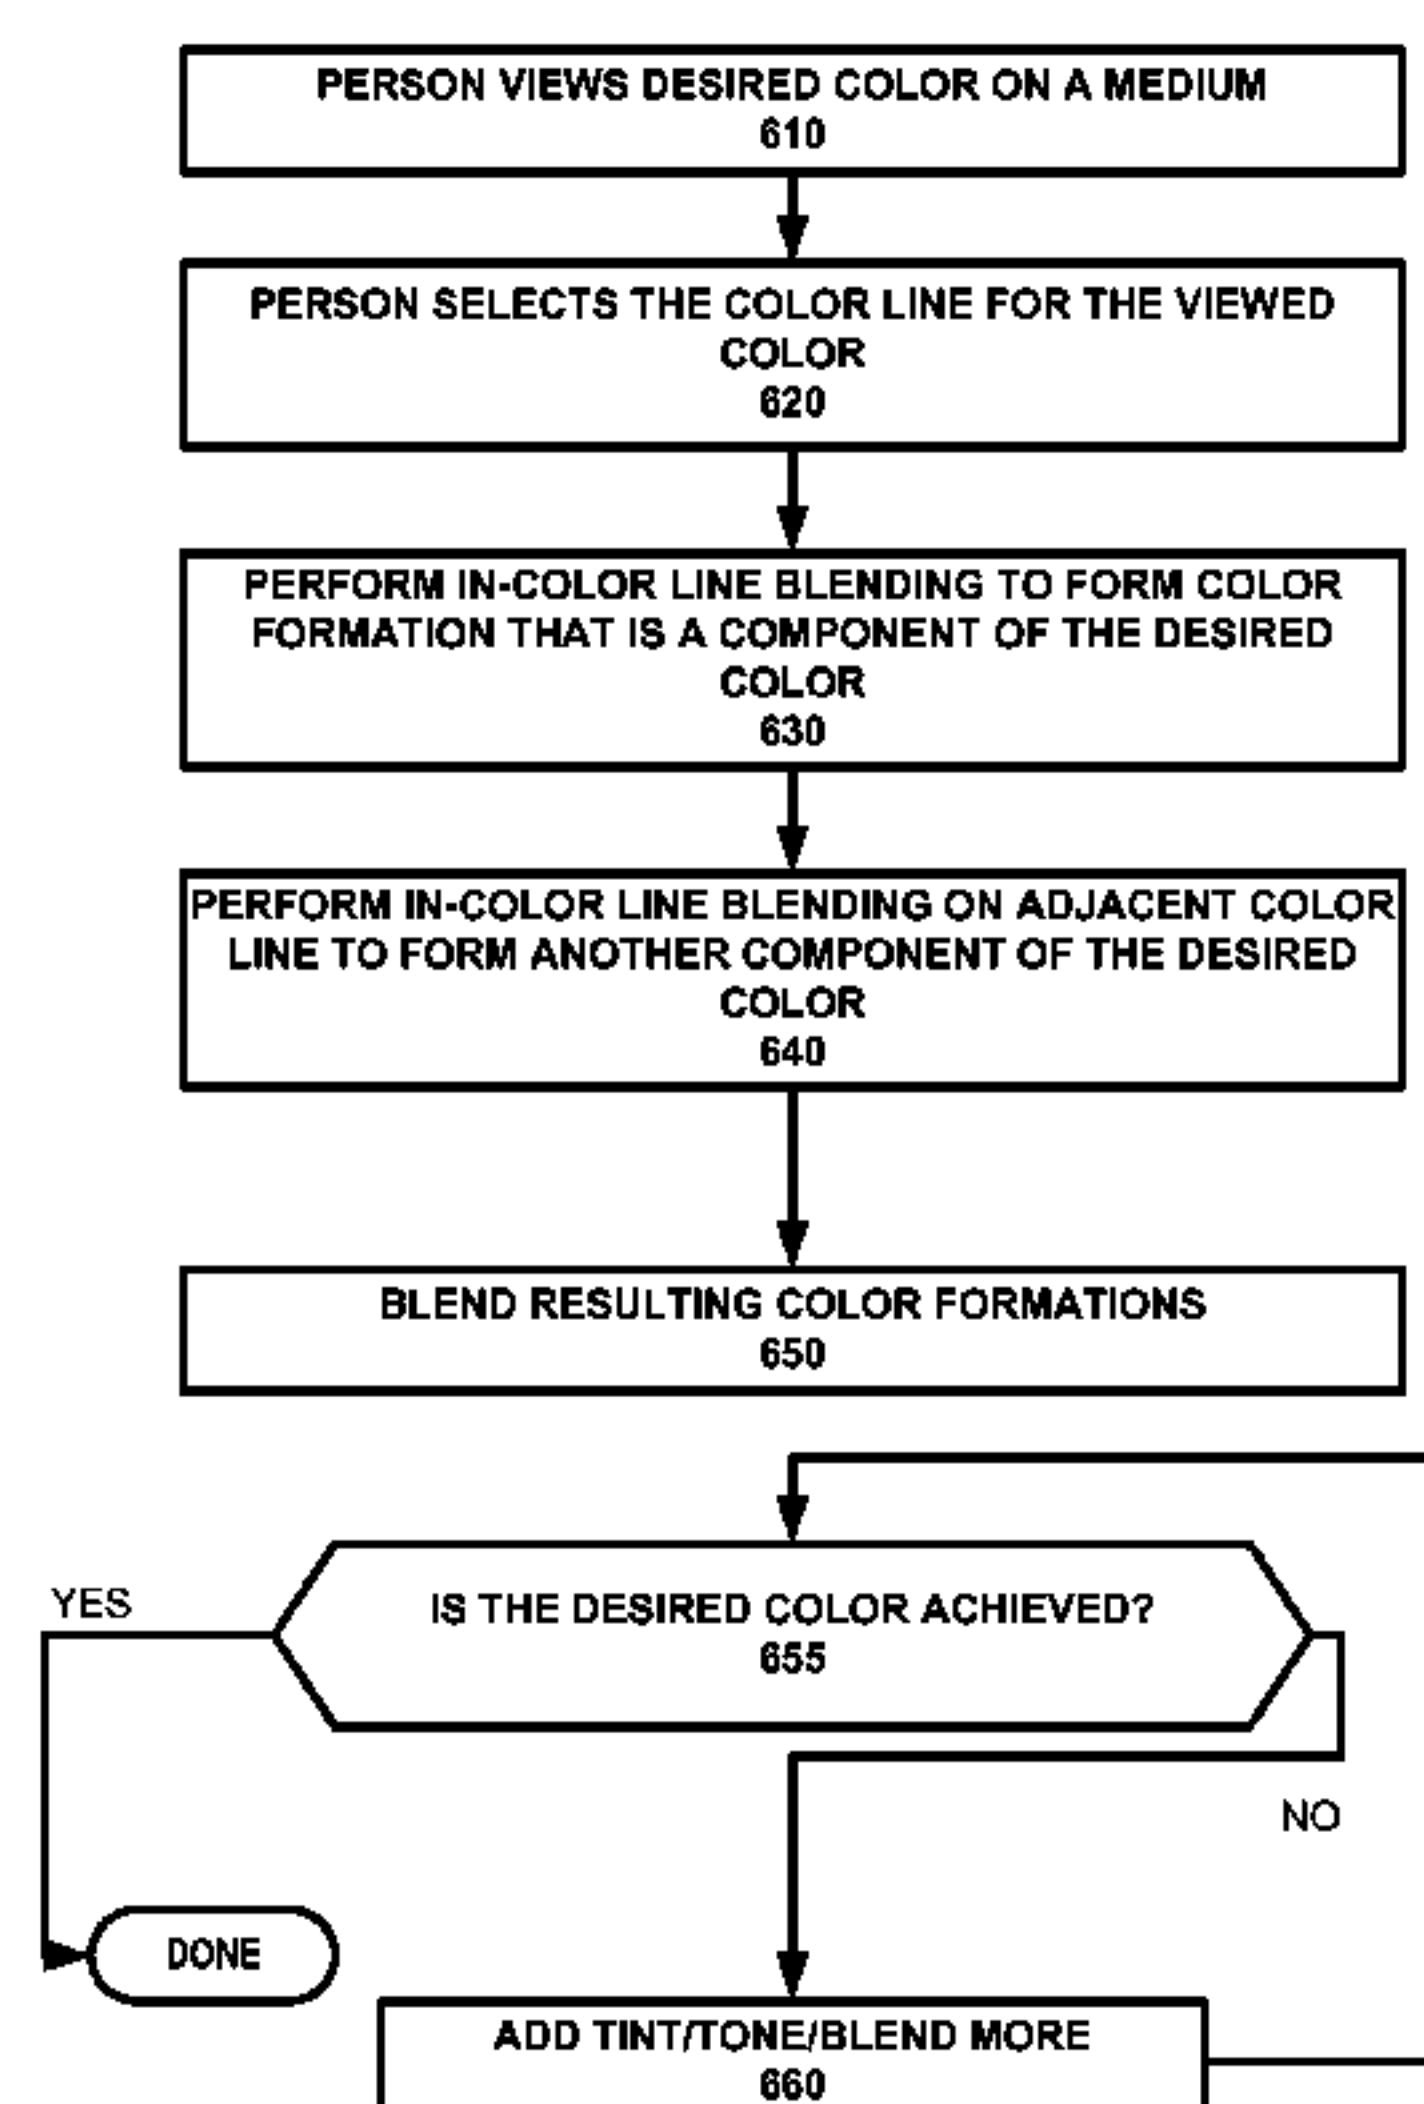 PERSON VIEWS DESIRED COLOR ON A MEDIUM
610
PERSON SELECTS THE COLOR LINE FOR THE VIEWED
COLOR
620
PERFORM IN-COLOR LINE BLENDING TO FORM COLOR
FORMATION THAT IS A COMPONENT OF THE DESIRED
COLOR
630
PERFORM IN-COLOR LINE BLENDING ON ADJACENT COLOR
LINE TO FORM ANOTHER COMPONENT OF THE DESIRED
COLOR
640
BLEND RESULTING COLOR FORMATIONS
650
YES
IS THE DESIRED COLOR ACHIEVED?
655
NO
DONE
ADD TINT/TONE/BLEND MORE
660